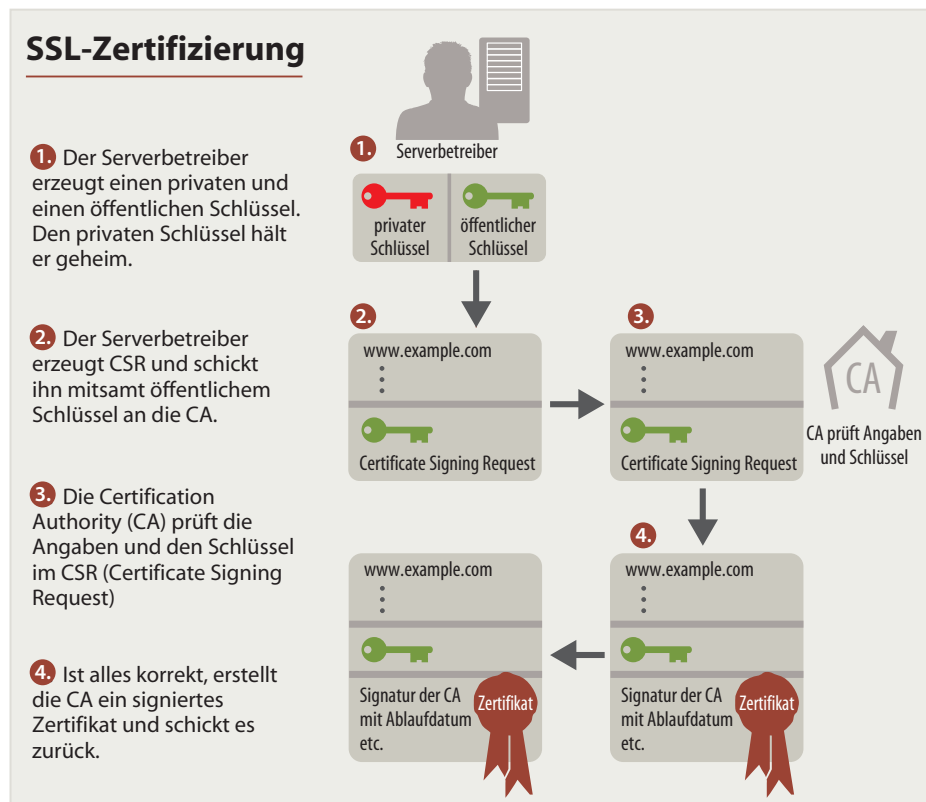 SSL-Zertifizierung
1. Der Serverbetreiber
erzeugt einen privaten und
einen öffentlichen Schlüssel.
Den privaten Schlüssel hält
er geheim.
2. Der Serverbetreiber
erzeugt CSR und schickt
ihn mitsamt öffentlichem
Schlüssel an die CA.
3. Die Certification
Authority (CA) prüft die
Angaben und den Schlüssel
im CSR (Certificate Signing
Request)
4. Ist alles korrekt, erstellt
die CA ein signiertes
Zertifikat und schickt es
zurück.
1. Serverbetreiber
privater
Schlüssel
öffentlicher
Schlüssel
2.
www.example.com
Certificate Signing Request
3.
www.example.com
Certificate Signing Request
CA
CA prüft Angaben
und Schlüssel
4.
www.example.com
Signatur der CA
mit Ablaufdatum
etc.
Zertifikat
www.example.com
Signatur der CA
mit Ablaufdatum
etc.
Zertifikat